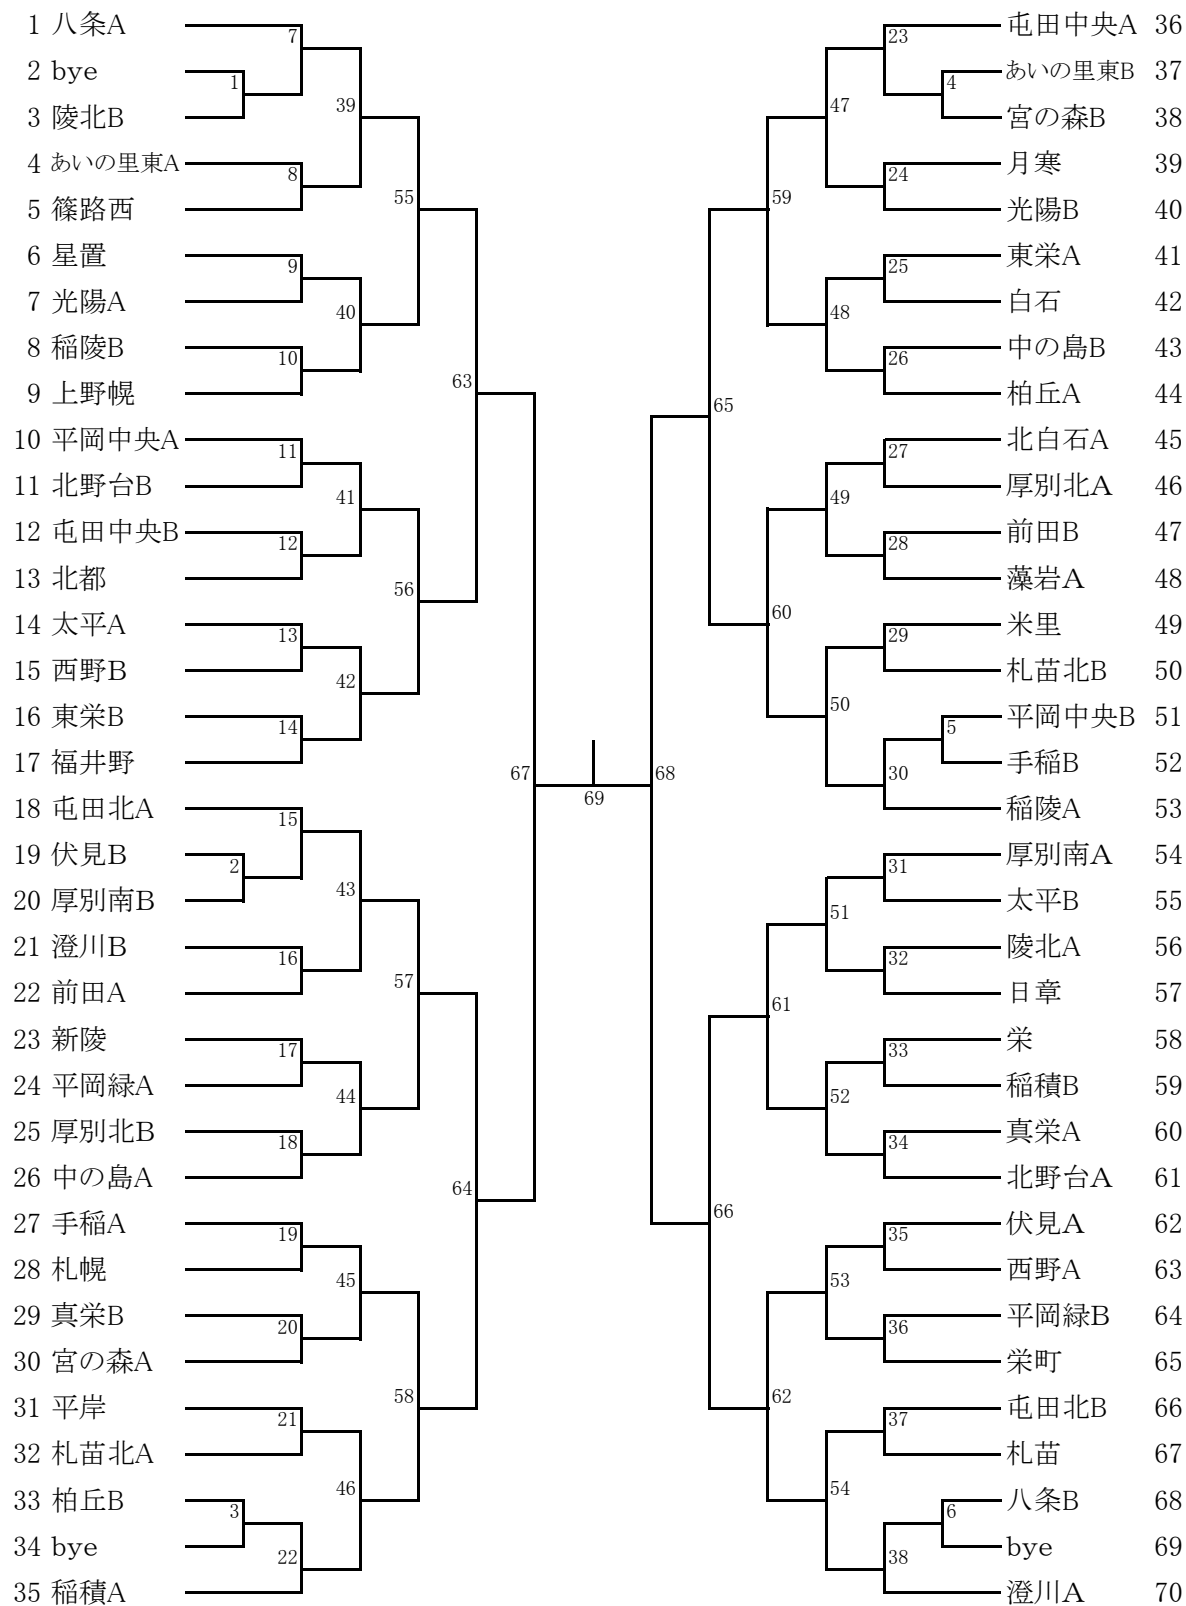 1 八条A
2 bye
3 陵北B
4 あいの里東A
5 篠路西
6 星置
7 光陽A
8 稲陵B
9 上野幌
10 平岡中央A
11 北野台B
12 屯田中央B
13 北都
14 太平A
15 西野B
16 東栄B
17 福井野
18 屯田北A
19 伏見B
20 厚別南B
21 澄川B
22 前田A
23 新陵
24 平岡緑A
25 厚別北B
26 中の島A
27 手稲A
28 札幌
29 真栄B
30 宮の森A
31 平岸
32 札苗北A
33 柏丘B
34 bye
35 稲積A
1
2
3
7
8
9
10
11
12
13
14
15
16
17
18
19
20
21
22
39
40
41
42
43
44
45
46
55
56
57
58
63
64
67
69
68
65
66
59
60
61
62
47
48
49
50
51
52
53
54
23
24
25
26
27
28
29
30
31
32
33
34
35
36
37
38
4
5
6
屯田中央A 36
あいの里東B 37
宮の森B 38
月寒 39
光陽B 40
東栄A 41
白石 42
中の島B 43
柏丘A 44
北白石A 45
厚別北A 46
前田B 47
藻岩A 48
米里 49
札苗北B 50
平岡中央B 51
手稲B 52
稲陵A 53
厚別南A 54
太平B 55
陵北A 56
日章 57
栄 58
稲積B 59
真栄A 60
北野台A 61
伏見A 62
西野A 63
平岡緑B 64
栄町 65
屯田北B 66
札苗 67
八条B 68
bye 69
澄川A 70